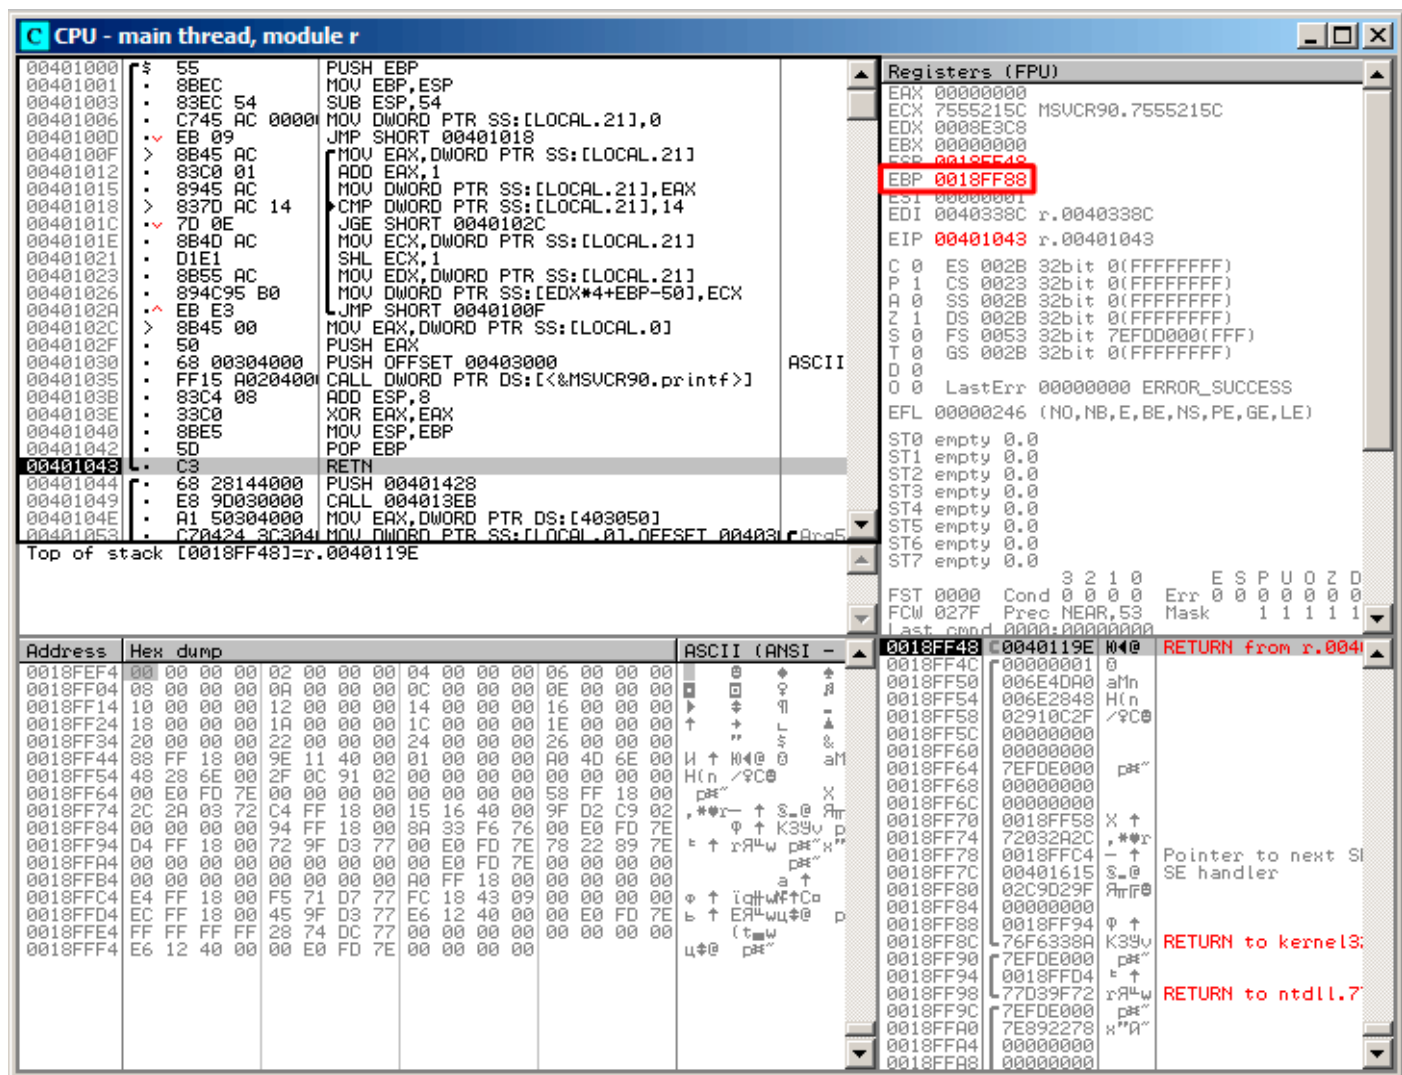 CPU - main thread, module r
00401000 $ 55 PUSH EBP
00401001 . 8BEC MOV EBP,ESP
00401003 . 83EC 54 SUB ESP,54
00401006 . C745 AC 0000 MOV DWORD PTR SS:[LOCAL.21],0
0040100D . EB 09 JMP SHORT 00401018
0040100F > 8B45 AC MOV EAX,DWORD PTR SS:[LOCAL.21]
00401012 . 83C0 01 ADD EAX,1
00401015 . 8945 AC MOV DWORD PTR SS:[LOCAL.21],EAX
00401018 > 837D AC 14 CMP DWORD PTR SS:[LOCAL.21],14
0040101C . 7D 0E JGE SHORT 0040102C
0040101E . 8B4D AC MOV ECX,DWORD PTR SS:[LOCAL.21]
00401021 . D1E1 SHL ECX,1
00401023 . 8B55 AC MOV EDX,DWORD PTR SS:[LOCAL.21]
00401026 . 894C95 B0 MOV DWORD PTR SS:[EDX*4+EBP-50],ECX
0040102A .^ EB E3 JMP SHORT 0040100F
0040102C > 8B45 00 MOV EAX,DWORD PTR SS:[LOCAL.0]
0040102F . 50 PUSH EAX
00401030 . 68 00304000 PUSH OFFSET 00403000 ASCII
00401035 . FF15 A0204000 CALL DWORD PTR DS:[<&MSVCR90.printf>]
0040103B . 83C4 08 ADD ESP,8
0040103E . 33C0 XOR EAX,EAX
00401040 . 8BE5 MOV ESP,EBP
00401042 . 5D POP EBP
00401043 . C3 RETN
00401044 . 68 28144000 PUSH 00401428
00401049 . E8 9D030000 CALL 004013EB
0040104E . A1 50304000 MOV EAX,DWORD PTR DS:[403050]
00401053 . C70424 3C304 MOV DWORD PTR SS:[LOCAL.0],OFFSET 00403 Arg5
Top of stack [0018FF48]=r.0040119E
Registers (FPU)
EAX 00000000
ECX 7555215C MSVCR90.7555215C
EDX 0008E3C8
EBX 00000000
ESP 0018FF48
EBP 0018FF88
ESI 00000001
EDI 0040338C r.0040338C
EIP 00401043 r.00401043
C 0 ES 002B 32bit 0(FFFFFFFF)
P 1 CS 0023 32bit 0(FFFFFFFF)
A 0 SS 002B 32bit 0(FFFFFFFF)
Z 1 DS 002B 32bit 0(FFFFFFFF)
S 0 FS 0053 32bit 7EFDD000(FFF)
T 0 GS 002B 32bit 0(FFFFFFFF)
D 0
O 0 LastErr 00000000 ERROR_SUCCESS
EFL 00000246 (NO,NB,E,BE,NS,PE,GE,LE)
ST0 empty 0.0
ST1 empty 0.0
ST2 empty 0.0
ST3 empty 0.0
ST4 empty 0.0
ST5 empty 0.0
ST6 empty 0.0
ST7 empty 0.0
3 2 1 0 E S P U O Z D
FST 0000 Cond 0 0 0 0 Err 0 0 0 0 0 0 0
FCW 027F Prec NEAR,53 Mask 1 1 1 1 1
Last cmnd 0000:00000000
Address Hex dump ASCII (ANSI -
0018FEF4 00 00 00 00 02 00 00 00 04 00 00 00 06 00 00 00
0018FF04 08 00 00 00 0A 00 00 00 0C 00 00 00 0E 00 00 00
0018FF14 10 00 00 00 12 00 00 00 14 00 00 00 16 00 00 00
0018FF24 18 00 00 00 1A 00 00 00 1C 00 00 00 1E 00 00 00
0018FF34 20 00 00 00 22 00 00 00 24 00 00 00 26 00 00 00
0018FF44 88 FF 18 00 9E 11 40 00 01 00 00 00 A0 4D 6E 00
0018FF54 48 28 6E 00 2F 0C 91 02 00 00 00 00 00 00 00 00
0018FF64 00 E0 FD 7E 00 00 00 00 00 00 00 00 58 FF 18 00
0018FF74 2C 2A 03 72 C4 FF 18 00 15 16 40 00 9F D2 C9 02
0018FF84 00 00 00 00 94 FF 18 00 8A 33 F6 76 00 E0 FD 7E
0018FF94 D4 FF 18 00 72 9F D3 77 00 E0 FD 7E 78 22 89 7E
0018FFA4 00 00 00 00 00 00 00 00 00 E0 FD 7E 00 00 00 00
0018FFB4 00 00 00 00 00 00 00 00 A0 FF 18 00 00 00 00 00
0018FFC4 E4 FF 18 00 F5 71 D7 77 FC 18 43 09 00 00 00 00
0018FFD4 EC FF 18 00 45 9F D3 77 E6 12 40 00 00 E0 FD 7E
0018FFE4 FF FF FF FF 28 74 DC 77 00 00 00 00 00 00 00 00
0018FFF4 E6 12 40 00 00 E0 FD 7E 00 00 00 00
0018FF48 0040119E RETURN from r.004
0018FF4C 00000001
0018FF50 006E4DA0 аMn
0018FF54 006E2848 H(n
0018FF58 02910C2F
0018FF5C 00000000
0018FF60 00000000
0018FF64 7EFDE000
0018FF68 00000000
0018FF6C 00000000
0018FF70 0018FF58 X ↑
0018FF74 72032A2C
0018FF78 0018FFC4 Pointer to next SE
0018FF7C 00401615 SE handler
0018FF80 02C9D29F
0018FF84 00000000
0018FF88 0018FF94
0018FF8C 76F6338A RETURN to kernel3
0018FF90 7EFDE000
0018FF94 0018FFD4
0018FF98 77D39F72 RETURN to ntdll.7
0018FF9C 7EFDE000
0018FFA0 7E892278
0018FFA4 00000000
0018FFA8 00000000